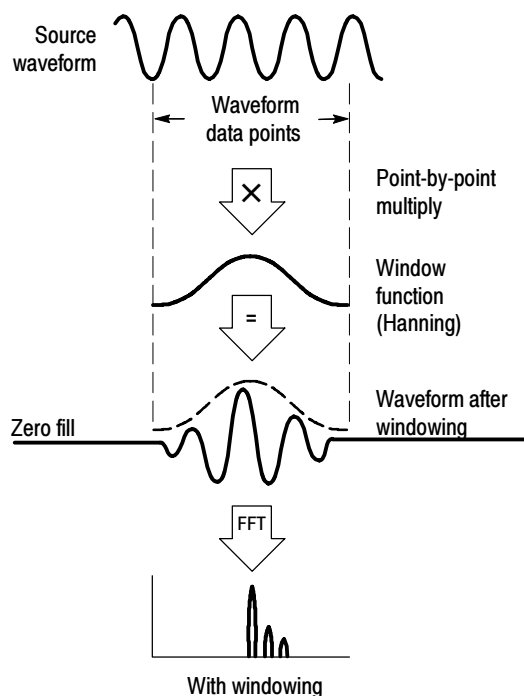 Source
waveform
Waveform
data points
×
Point-by-point
multiply
Window
function
(Hanning)
=
Zero fill
Waveform after
windowing
FFT
With windowing